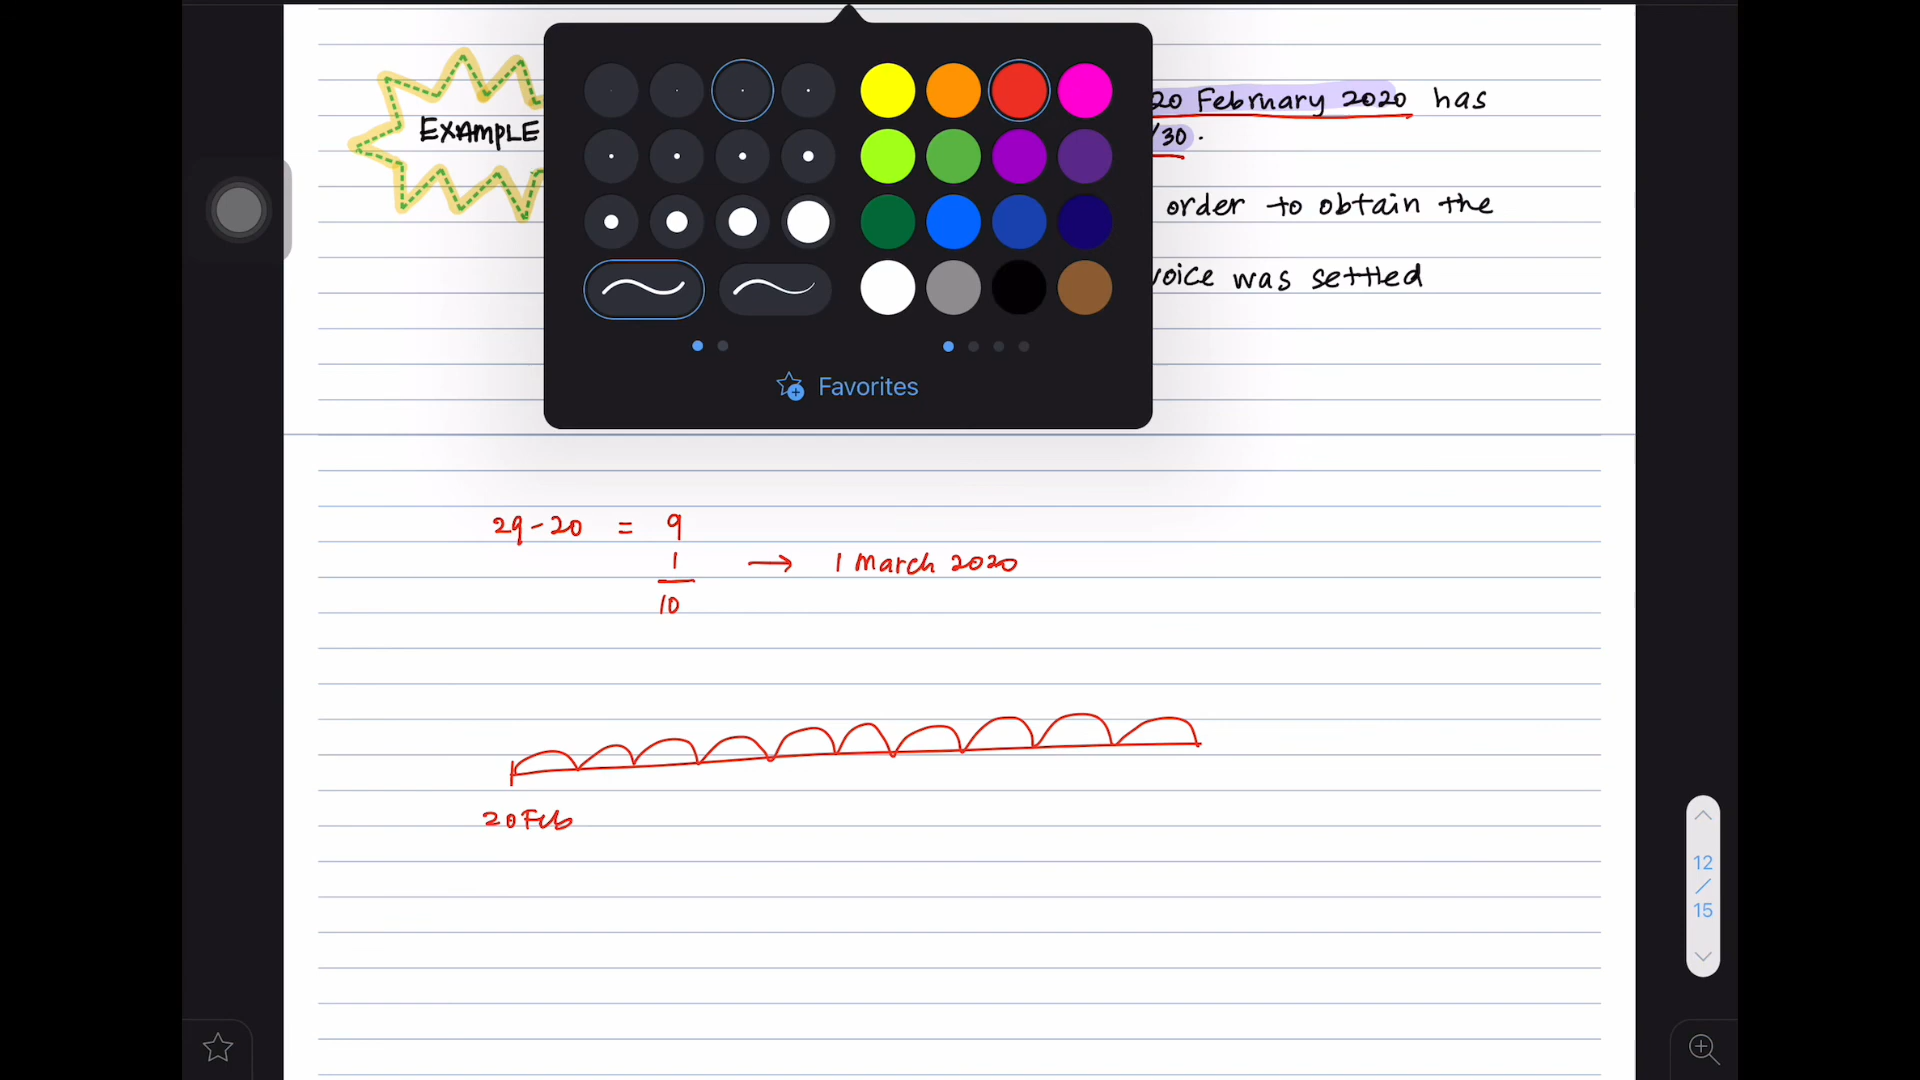 EXAMPLE
20 February 2020 has
/30.
order to obtain the
voice was settled
Favorites
29-20 = 9
1 → 1 March 2020
10
20 Feb
12
/
15